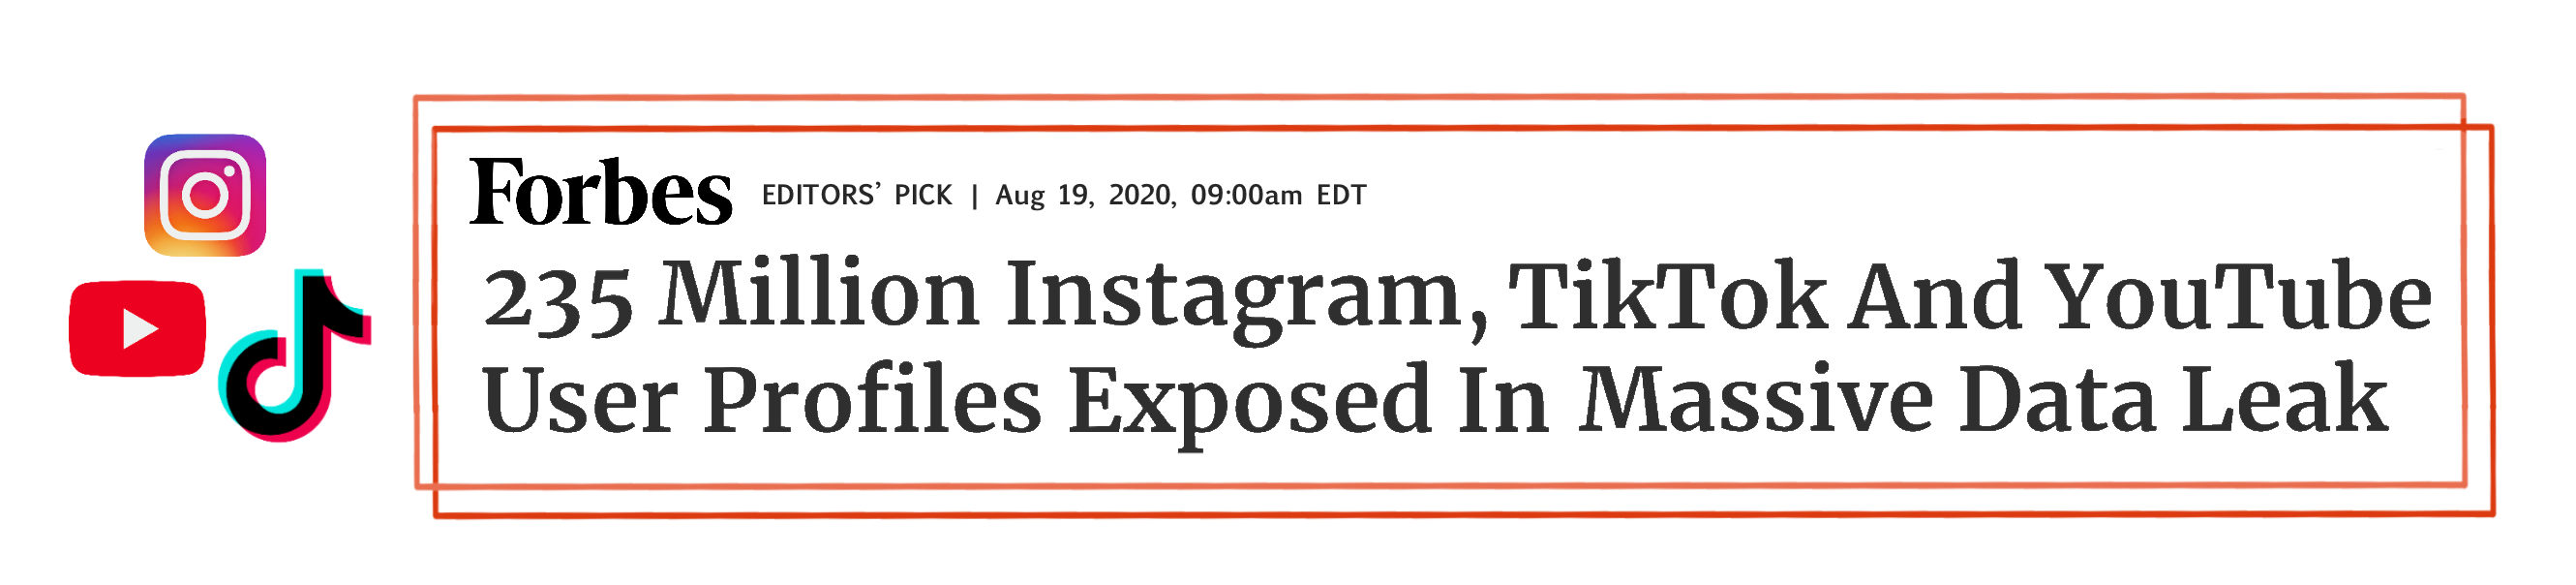 Forbes EDITORS’ PICK | Aug 19, 2020, 09:00am EDT
235 Million Instagram, TikTok And YouTube
User Profiles Exposed In Massive Data Leak